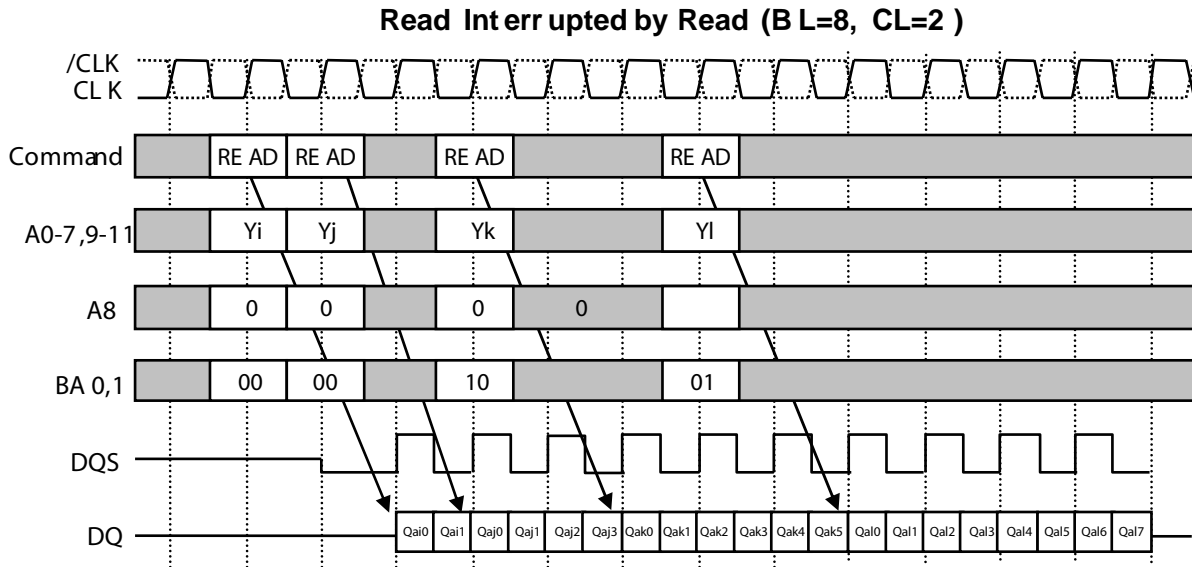 Read Int err upted by Read (B L=8, CL=2 )
/CLK
CL K
Command RE AD RE AD RE AD RE AD
A0-7 ,9-11 Yi Yj Yk Yl
A8 0 0 0 0
BA 0,1 00 00 10 01
DQS
DQ Qai0 Qai1 Qaj0 Qaj1 Qaj2 Qaj3 Qak0 Qak1 Qak2 Qak3 Qak4 Qak5 Qal0 Qal1 Qal2 Qal3 Qal4 Qal5 Qal6 Qal7